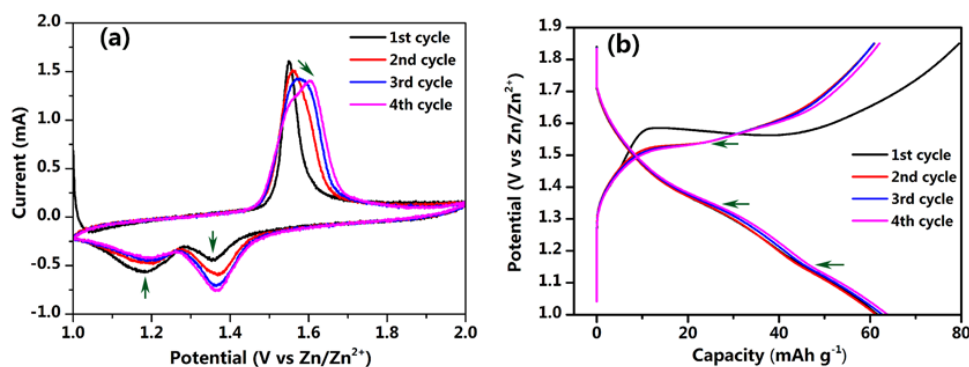 (a)
1st cycle
2nd cycle
3rd cycle
4th cycle
Current (mA)
2.0
1.5
1.0
0.5
0.0
-0.5
-1.0
1.0 1.2 1.4 1.6 1.8 2.0
Potential (V vs Zn/Zn²⁺)
(b)
1st cycle
2nd cycle
3rd cycle
4th cycle
Potential (V vs Zn/Zn²⁺)
1.9
1.8
1.7
1.6
1.5
1.4
1.3
1.2
1.1
1.0
0 20 40 60 80
Capacity (mAh g⁻¹)